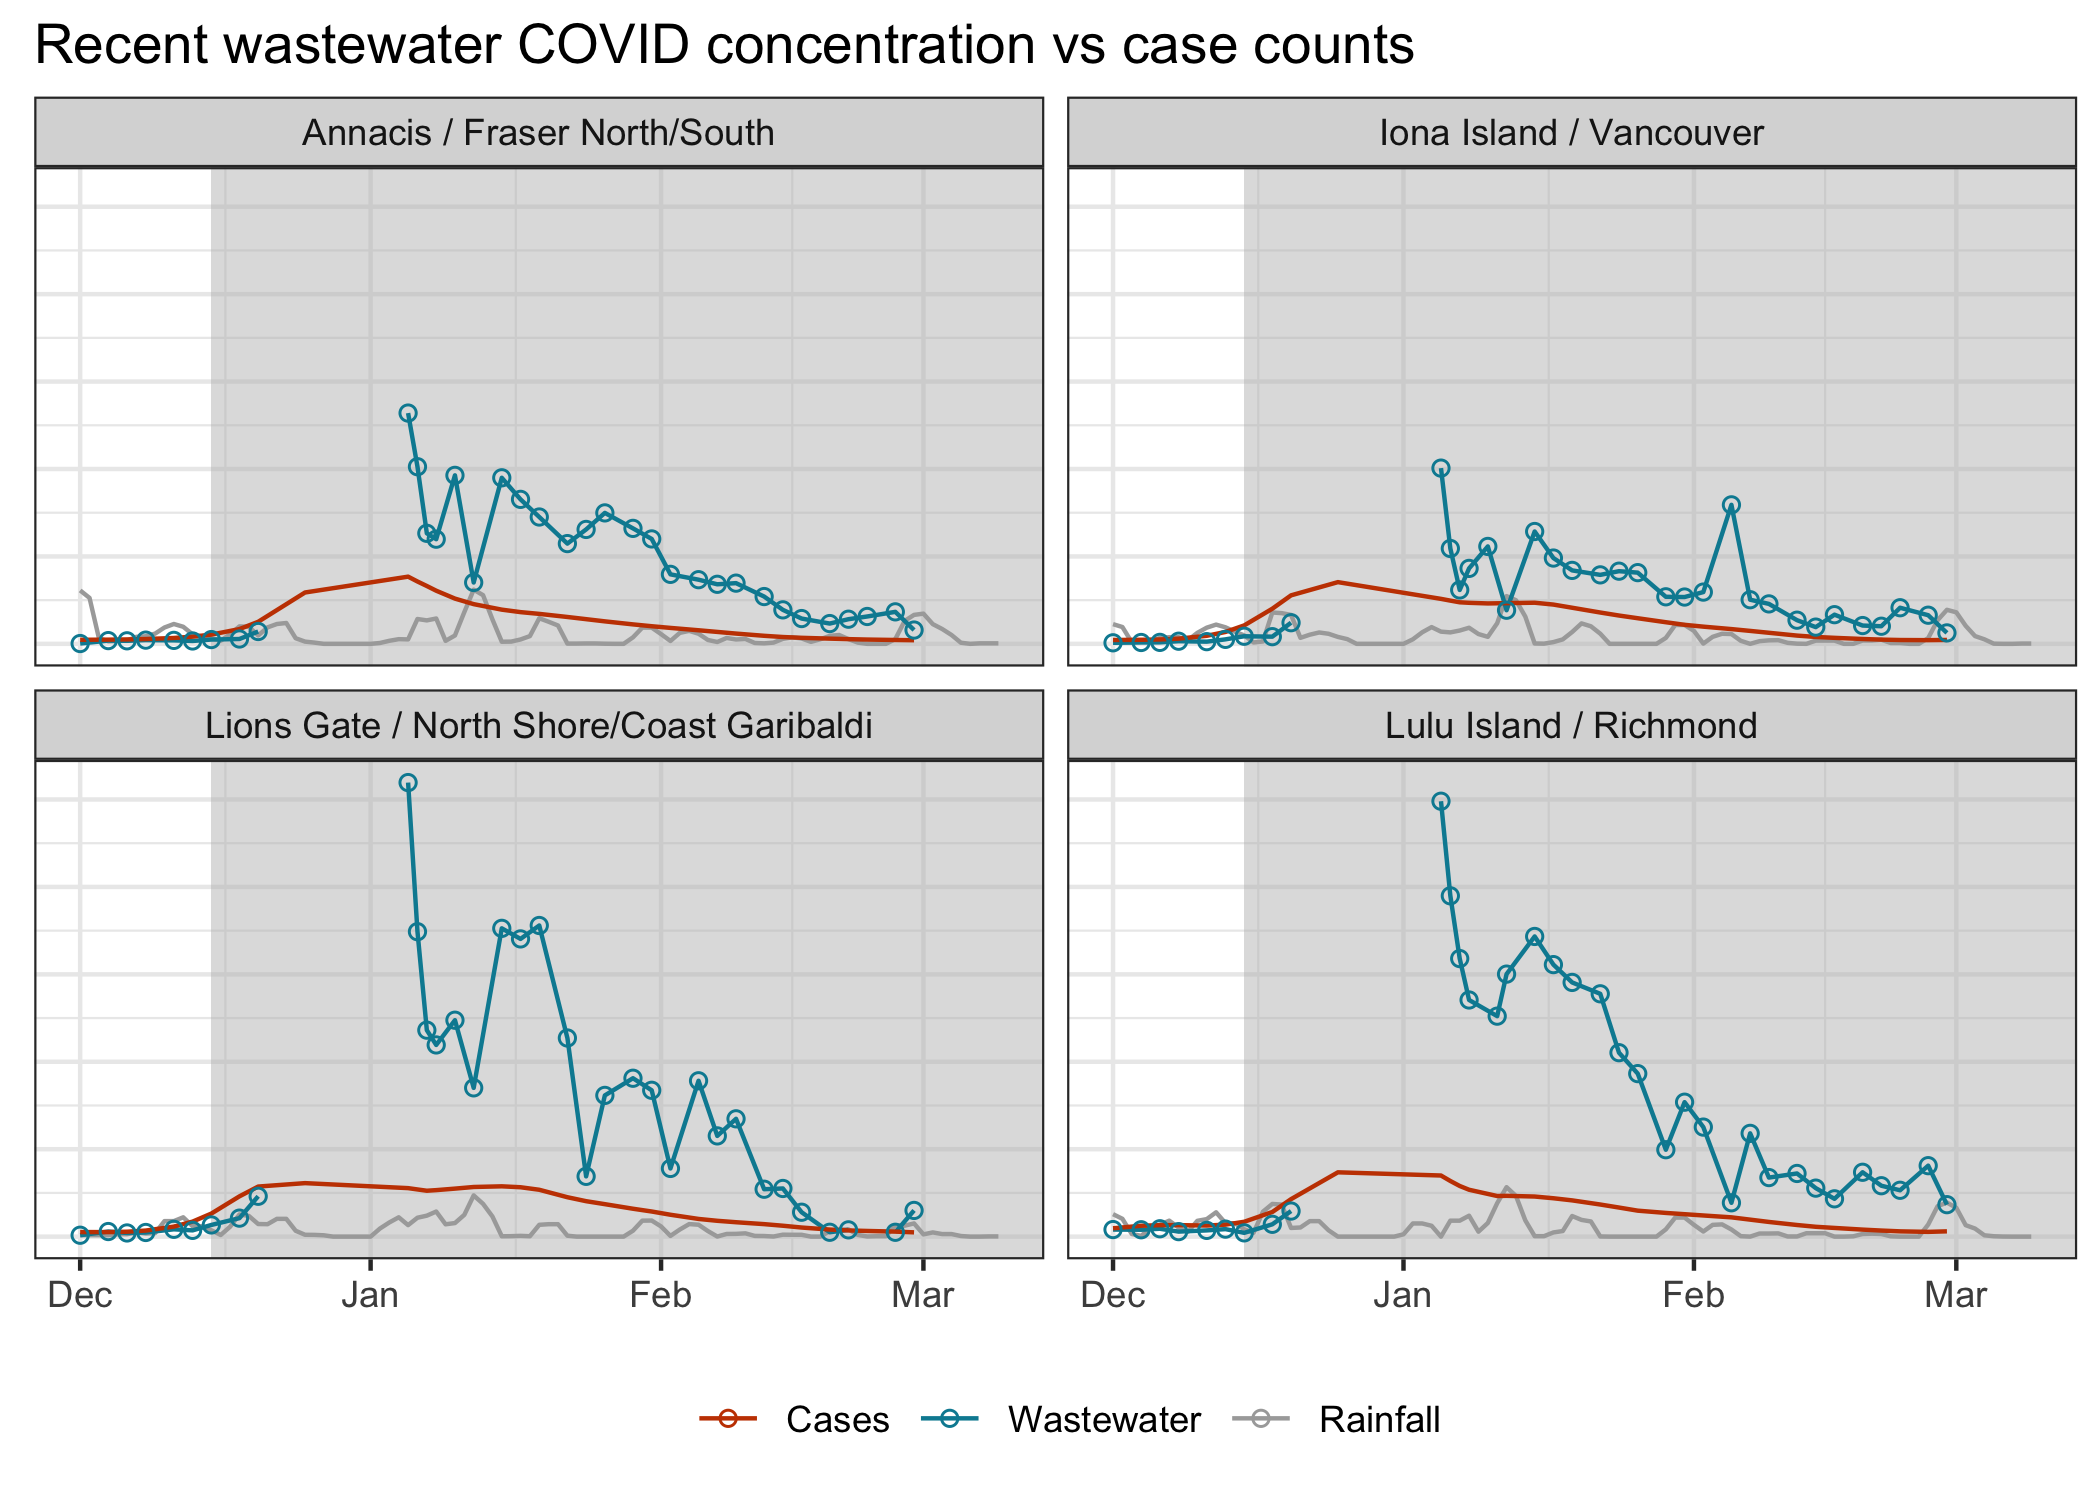 Recent wastewater COVID concentration vs case counts
Annacis / Fraser North/South
Iona Island / Vancouver
Lions Gate / North Shore/Coast Garibaldi
Lulu Island / Richmond
Dec Jan Feb Mar
Dec Jan Feb Mar
Cases Wastewater Rainfall